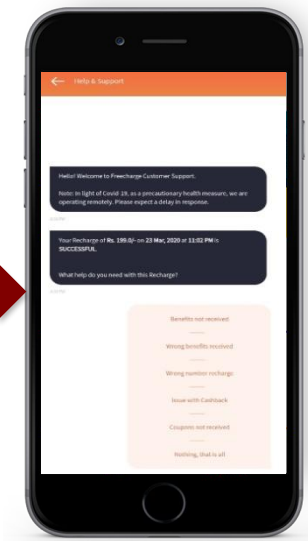 Help & Support
Hello! Welcome to Freecharge Customer Support.
Note: In light of Covid 19, as a precautionary health measure, we are
operating remotely. Please expect a delay in response.
Your Recharge of Rs. 199.0/- on 23 Mar, 2020 at 11:02 PM is
SUCCESSFUL.
What help do you need with this Recharge?
Benefits not received
Wrong benefits received
Wrong number recharge
Issue with Cashback
Coupons not received
Nothing, that is all